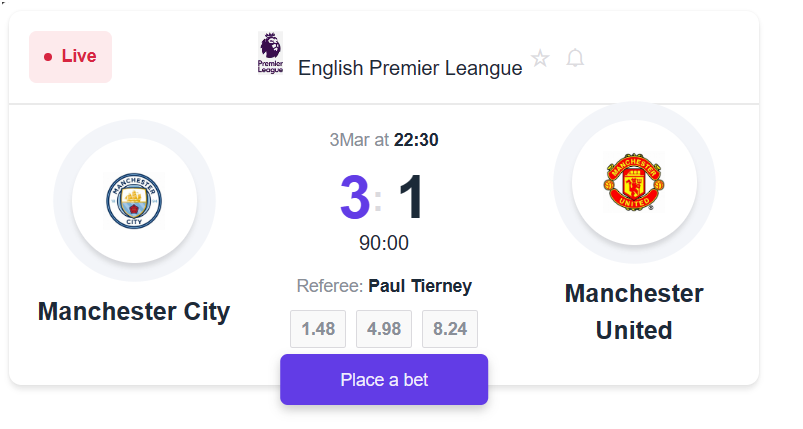 Live
Premier
League
English Premier Leangue
3Mar at 22:30
3: 1
90:00
Referee: Paul Tierney
MANCHESTER
CITY
MANCHESTER
UNITED
Manchester City
Manchester
United
1.48 4.98 8.24
Place a bet